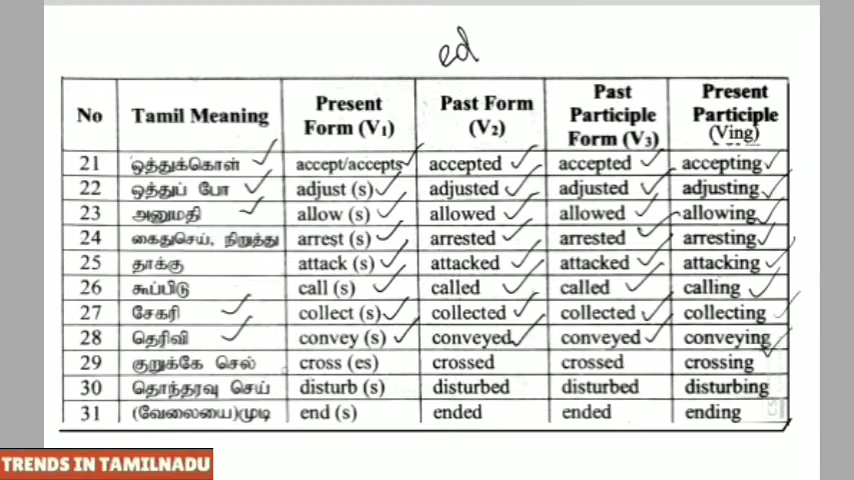 ed
No Tamil Meaning Present Form (V₁) Past Form (V₂) Past Participle Form (V₃) Present Participle (Ving)
21 ஒத்துக்கொள் accept/accepts accepted accepted accepting
22 ஒத்துப் போ adjust (s) adjusted adjusted adjusting
23 அனுமதி allow (s) allowed allowed allowing
24 கைதுசெய், நிறுத்து arrest (s) arrested arrested arresting
25 தாக்கு attack (s) attacked attacked attacking
26 கூப்பிடு call (s) called called calling
27 சேகரி collect (s) collected collected collecting
28 தெரிவி convey (s) conveyed conveyed conveying
29 குறுக்கே செல் cross (es) crossed crossed crossing
30 தொந்தரவு செய் disturb (s) disturbed disturbed disturbing
31 (வேலையை)முடி end (s) ended ended ending
TRENDS IN TAMILNADU